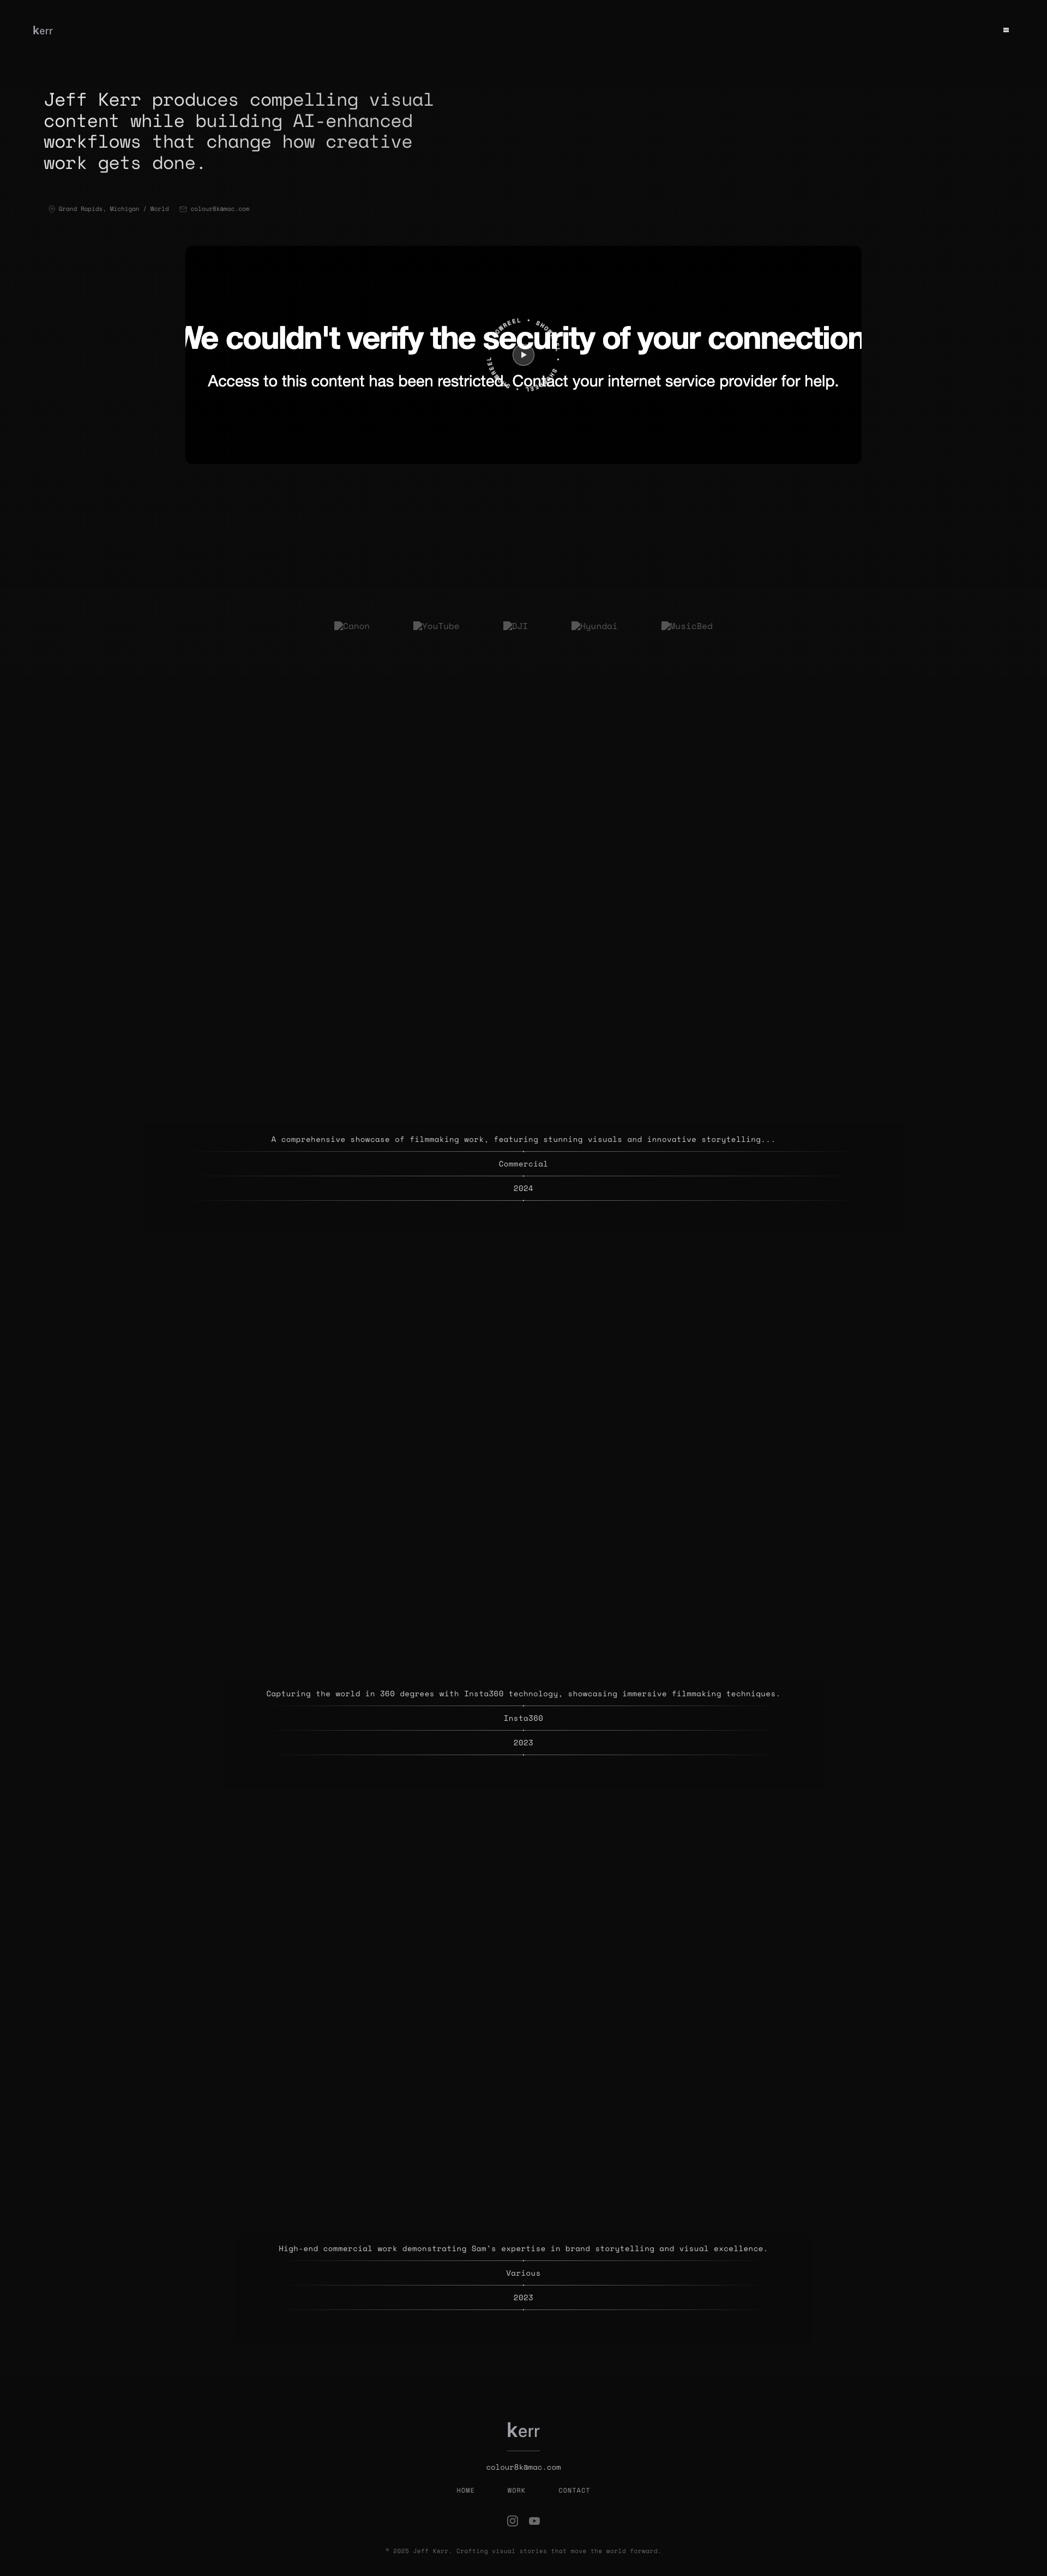 kerr
Jeff Kerr produces compelling visual
content while building AI-enhanced
workflows that change how creative
work gets done.
Grand Rapids, Michigan / World colour8k@mac.com
We couldn't verify the security of your connection
Access to this content has been restricted. Contact your internet service provider for help.
SHOWREEL • SHOWREEL • SHOWREEL •
Canon YouTube DJI Hyundai MusicBed
A comprehensive showcase of filmmaking work, featuring stunning visuals and innovative storytelling...
Commercial
2024
Capturing the world in 360 degrees with Insta360 technology, showcasing immersive filmmaking techniques.
Insta360
2023
High-end commercial work demonstrating Sam's expertise in brand storytelling and visual excellence.
Various
2023
kerr
colour8k@mac.com
HOME WORK CONTACT
© 2025 Jeff Kerr. Crafting visual stories that move the world forward.